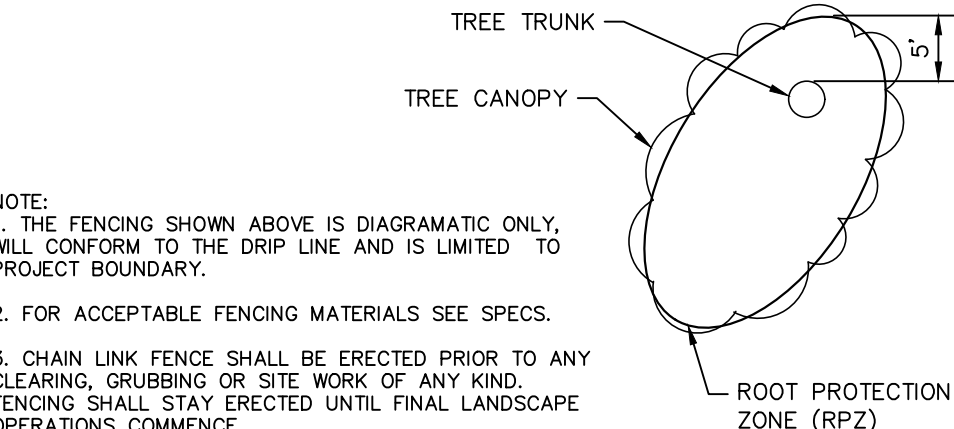 TREE TRUNK
5'
TREE CANOPY
NOTE:
. THE FENCING SHOWN ABOVE IS DIAGRAMATIC ONLY,
WILL CONFORM TO THE DRIP LINE AND IS LIMITED TO
PROJECT BOUNDARY.
2. FOR ACCEPTABLE FENCING MATERIALS SEE SPECS.
3. CHAIN LINK FENCE SHALL BE ERECTED PRIOR TO ANY
CLEARING, GRUBBING OR SITE WORK OF ANY KIND.
FENCING SHALL STAY ERECTED UNTIL FINAL LANDSCAPE
OPERATIONS COMMENCE
ROOT PROTECTION
ZONE (RPZ)